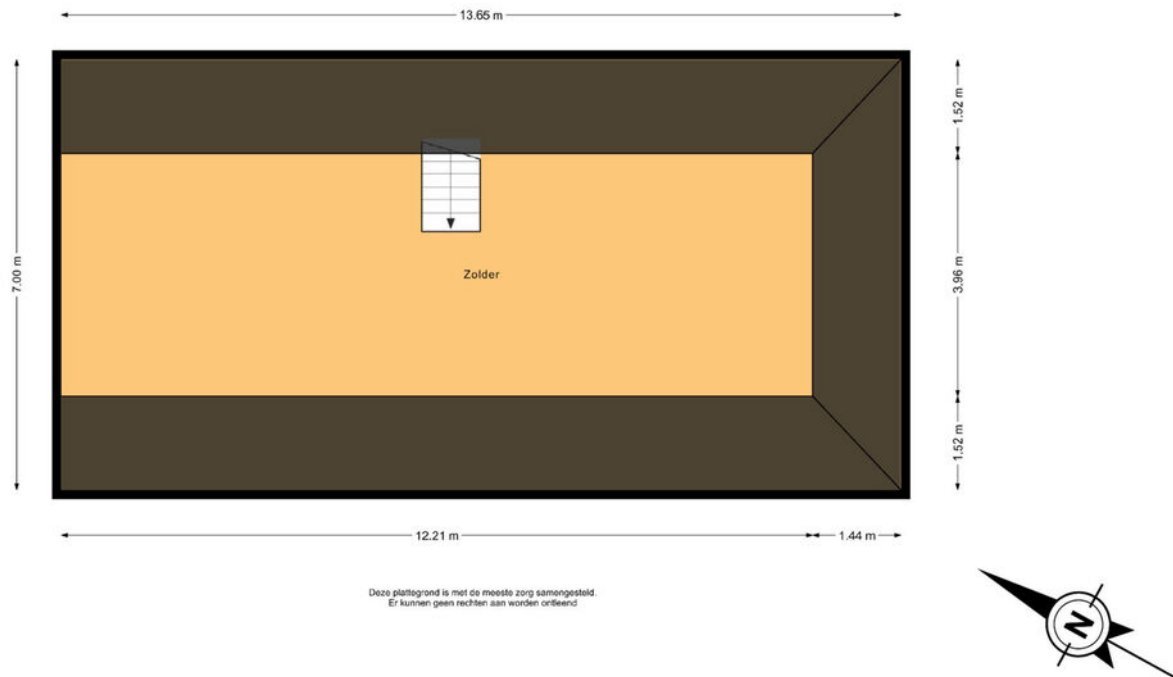 13.65 m
1.52 m
7.00 m
3.96 m
Zolder
1.52 m
12.21 m
1.44 m
Deze plattegrond is met de meeste zorg samengesteld.
Er kunnen geen rechten aan worden ontleend
N